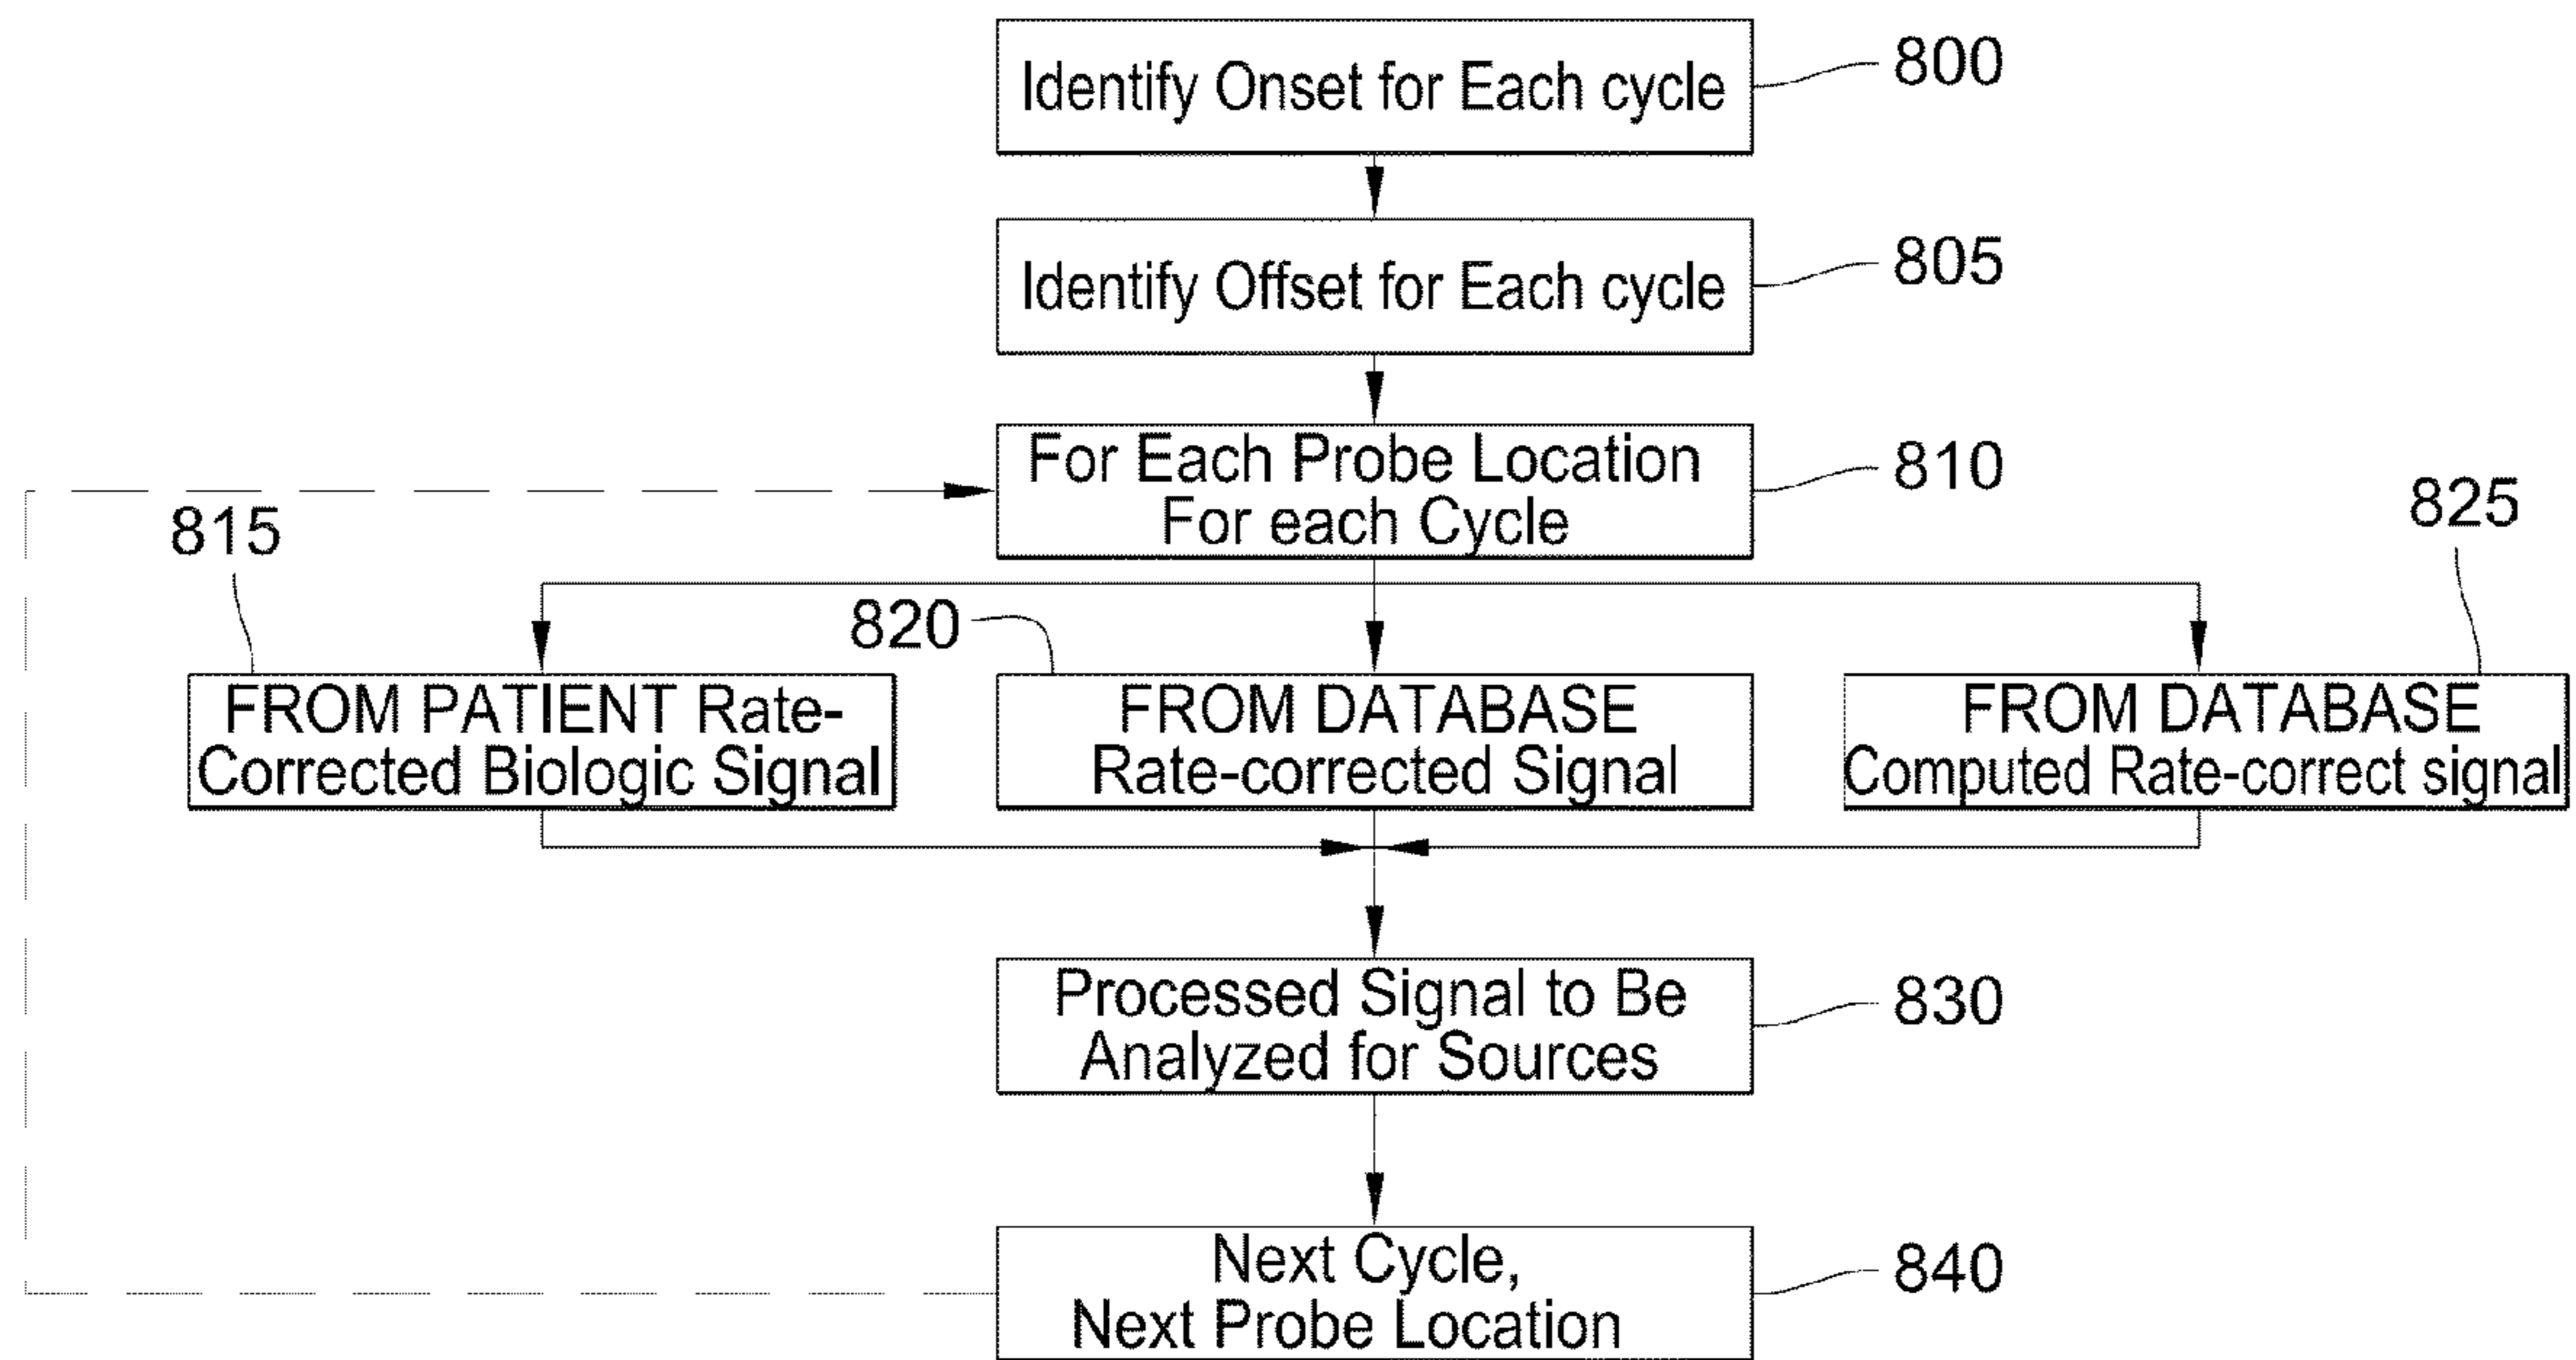 Identify Onset for Each cycle
800
Identify Offset for Each cycle
805
For Each Probe Location
For each Cycle
810
815
820
825
FROM PATIENT Rate-
Corrected Biologic Signal
FROM DATABASE
Rate-corrected Signal
FROM DATABASE
Computed Rate-correct signal
Processed Signal to Be
Analyzed for Sources
830
Next Cycle,
Next Probe Location
840